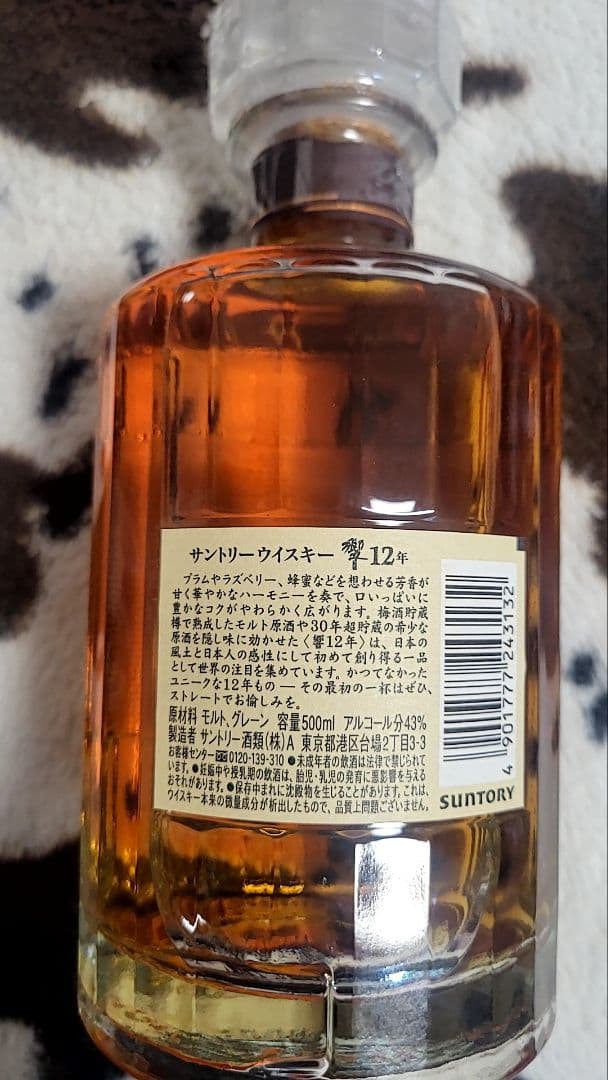 サントリーウイスキー 響12年
プラムやラズベリー、蜂蜜などを想わせる芳香が
甘く華やかなハーモニーを奏で、口いっぱいに
豊かなコクがやわらかく広がります。梅酒貯蔵
樽で熟成したモルト原酒や30年超貯蔵の希少な
原酒を隠し味に効かせた〈響12年〉は、日本の
風土と日本人の感性にして初めて創り得る一品
として世界の注目を集めています。かつてなかった
ユニークな12年もの ― その最初の一杯はぜひ、
ストレートでお愉しみを。
原材料 モルト、グレーン 容量500ml アルコール分43%
製造者 サントリー酒類(株)A 東京都港区台場2丁目3-3
お客様センター 0120-139-310 ●未成年者の飲酒は法律で禁じられて
います。●妊娠中や授乳期の飲酒は、胎児・乳児の発育に悪影響を与える
おそれがあります。●保存中まれに沈殿物を生じることがあります。これは、
ウイスキー本来の微量成分が析出したもので、品質上問題ございません。
4 901777 243132
SUNTORY